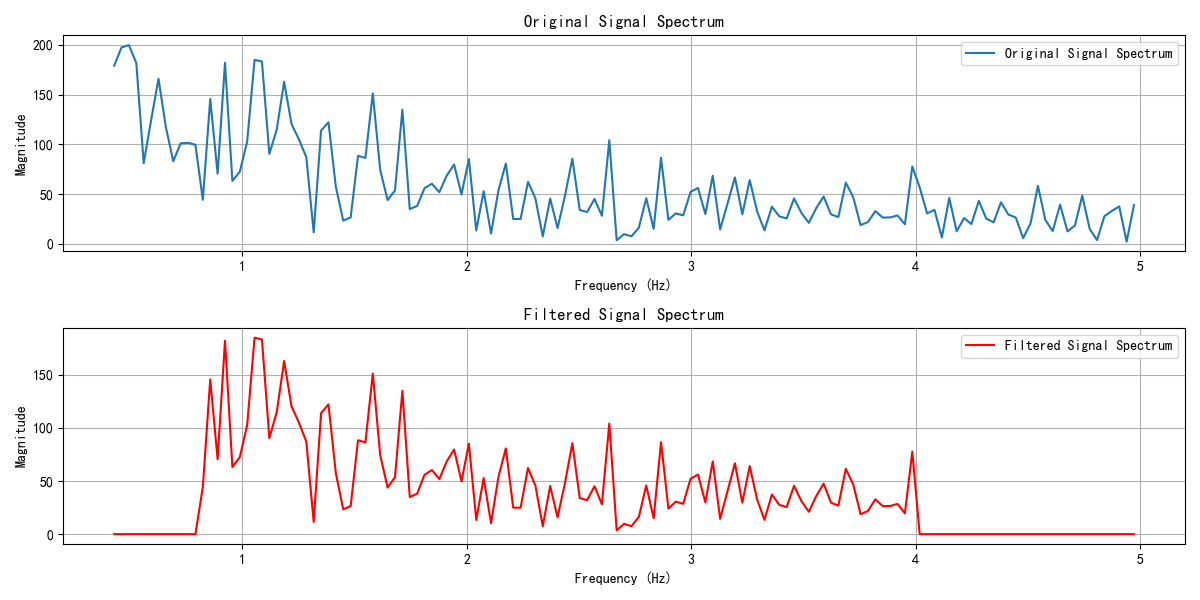 Original Signal Spectrum
Original Signal Spectrum
200
150
100
50
0
Magnitude
1 2 3 4 5
Frequency (Hz)
Filtered Signal Spectrum
Filtered Signal Spectrum
150
100
50
0
Magnitude
1 2 3 4 5
Frequency (Hz)